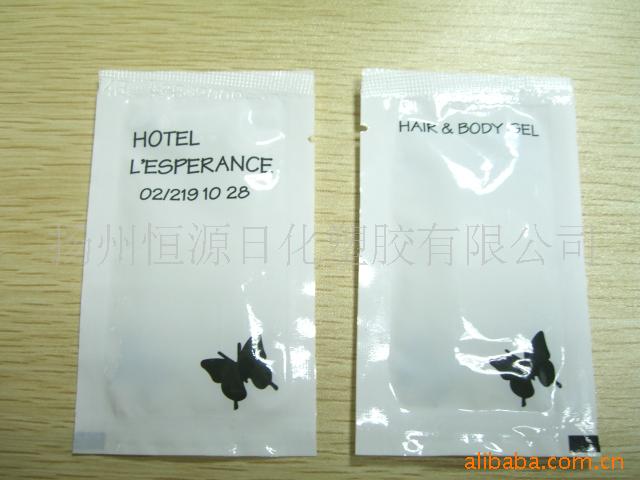 HOTEL
L'ESPERANCE
02/219 10 28
HAIR & BODY GEL
扬州恒源日化塑胶有限公司
alibaba.com.cn